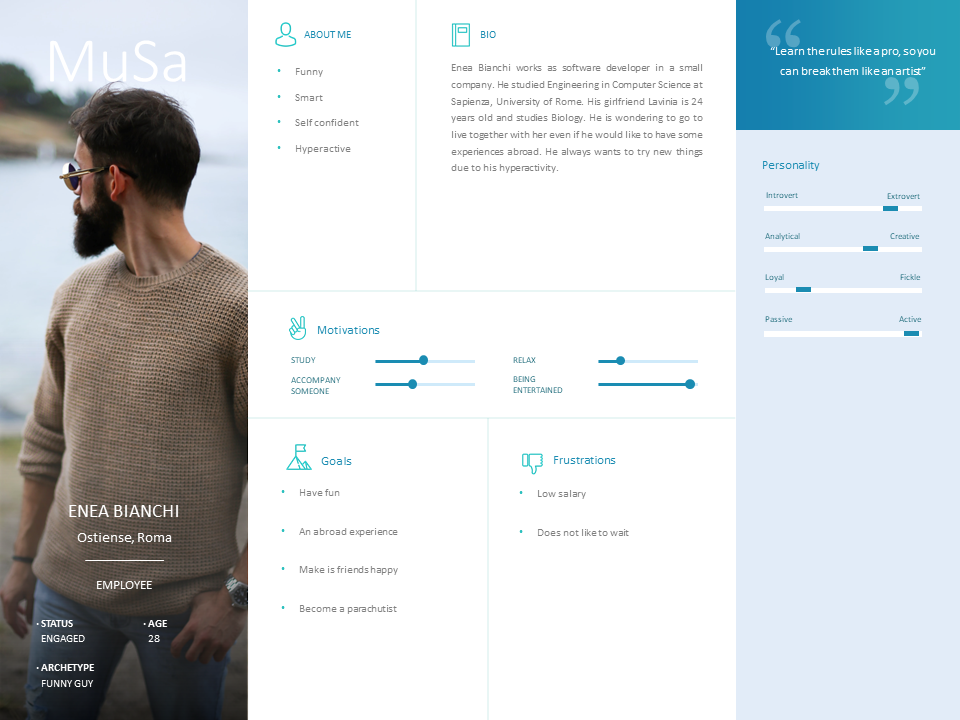 MuSa
ENEA BIANCHI
Ostiense, Roma
EMPLOYEE
· STATUS
ENGAGED
· AGE
28
· ARCHETYPE
FUNNY GUY
ABOUT ME
• Funny
• Smart
• Self confident
• Hyperactive
BIO
Enea Bianchi works as software developer in a small
company. He studied Engineering in Computer Science at
Sapienza, University of Rome. His girlfriend Lavinia is 24
years old and studies Biology. He is wondering to go to
live together with her even if he would like to have some
experiences abroad. He always wants to try new things
due to his hyperactivity.
Motivations
STUDY
ACCOMPANY
SOMEONE
RELAX
BEING
ENTERTAINED
Goals
• Have fun
• An abroad experience
• Make is friends happy
• Become a parachutist
Frustrations
• Low salary
• Does not like to wait
“Learn the rules like a pro, so you
can break them like an artist”
Personality
Introvert Extrovert
Analytical Creative
Loyal Fickle
Passive Active